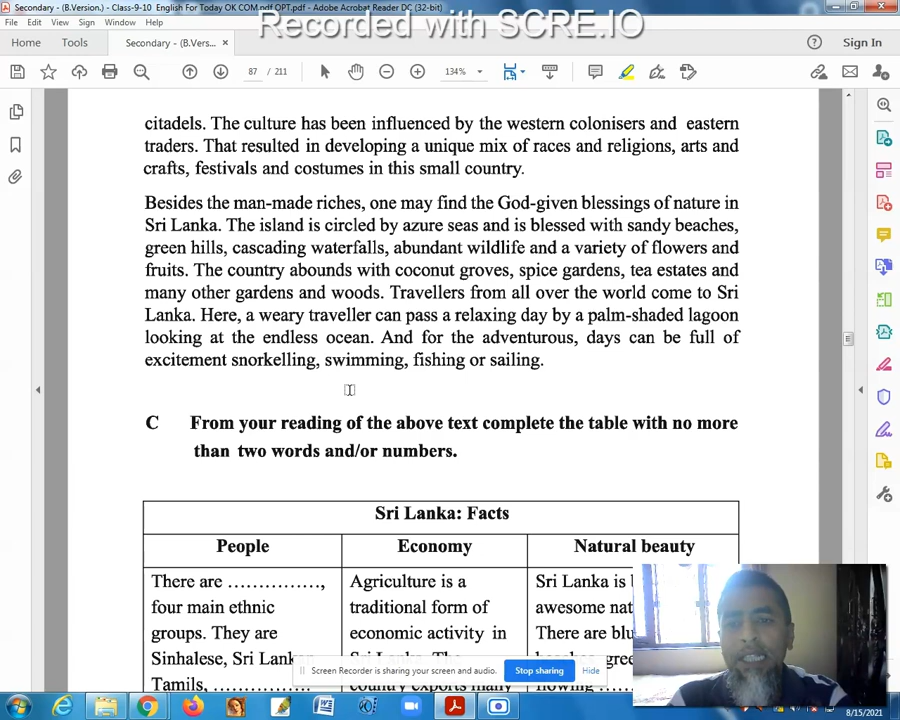 Secondary - (B.Version.) - Class-9-10 English For Today OK COM.pdf OPT.pdf - Adobe Acrobat Reader DC (32-bit)
Recorded with SCRE.IO
View Sign Window Help
Home Tools Secondary - (B.Vers... × Sign In
87 / 211 134%
citadels. The culture has been influenced by the western colonisers and eastern
traders. That resulted in developing a unique mix of races and religions, arts and
crafts, festivals and costumes in this small country.
Besides the man-made riches, one may find the God-given blessings of nature in
Sri Lanka. The island is circled by azure seas and is blessed with sandy beaches,
green hills, cascading waterfalls, abundant wildlife and a variety of flowers and
fruits. The country abounds with coconut groves, spice gardens, tea estates and
many other gardens and woods. Travellers from all over the world come to Sri
Lanka. Here, a weary traveller can pass a relaxing day by a palm-shaded lagoon
looking at the endless ocean. And for the adventurous, days can be full of
excitement snorkelling, swimming, fishing or sailing.
C From your reading of the above text complete the table with no more
than two words and/or numbers.
Sri Lanka: Facts
People Economy Natural beauty
There are ……………, Agriculture is a Sri Lanka is
four main ethnic traditional form of awesome
groups. They are economic activity in There are
Sinhalese, Sri Lankan
Screen Recorder is sharing your screen and audio. Stop sharing Hide
Tamils, ……………
country exports many
8/15/2021